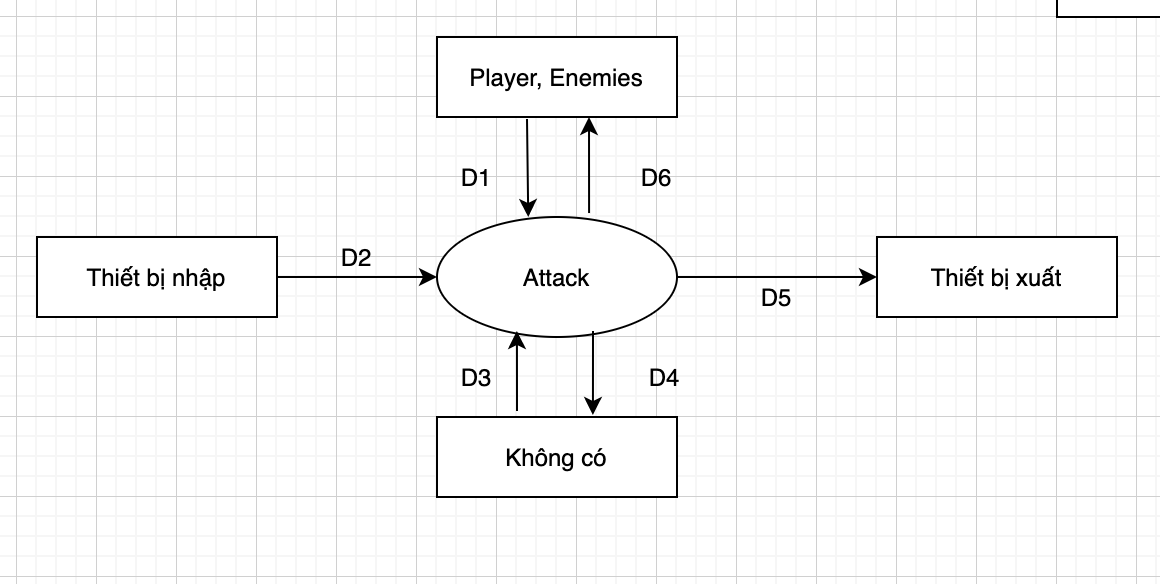 Player, Enemies
D1
D6
D2
Thiết bị nhập
Attack
Thiết bị xuất
D5
D3
D4
Không có